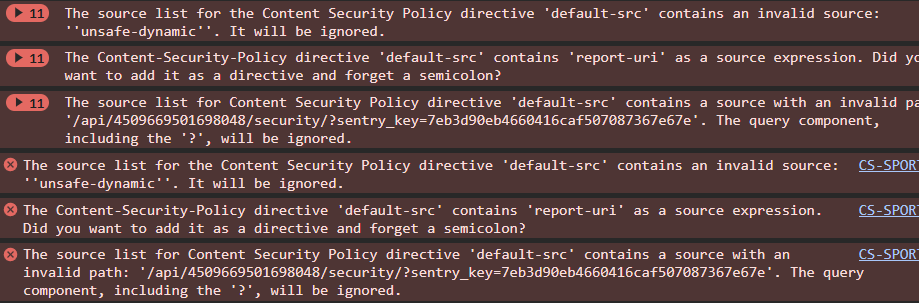 11 The source list for the Content Security Policy directive 'default-src' contains an invalid source:
''unsafe-dynamic''. It will be ignored.
11 The Content-Security-Policy directive 'default-src' contains 'report-uri' as a source expression. Did
want to add it as a directive and forget a semicolon?
11 The source list for Content Security Policy directive 'default-src' contains a source with an invalid
'/api/4509669501698048/security/?sentry_key=7eb3d90eb4660416caf507087367e67e'. The query component,
including the '?', will be ignored.
The source list for the Content Security Policy directive 'default-src' contains an invalid source: CS-SPORT
''unsafe-dynamic''. It will be ignored.
The Content-Security-Policy directive 'default-src' contains 'report-uri' as a source expression. CS-SPORT
Did you want to add it as a directive and forget a semicolon?
The source list for Content Security Policy directive 'default-src' contains a source with an CS-SPORT
invalid path: '/api/4509669501698048/security/?sentry_key=7eb3d90eb4660416caf507087367e67e'. The query
component, including the '?', will be ignored.